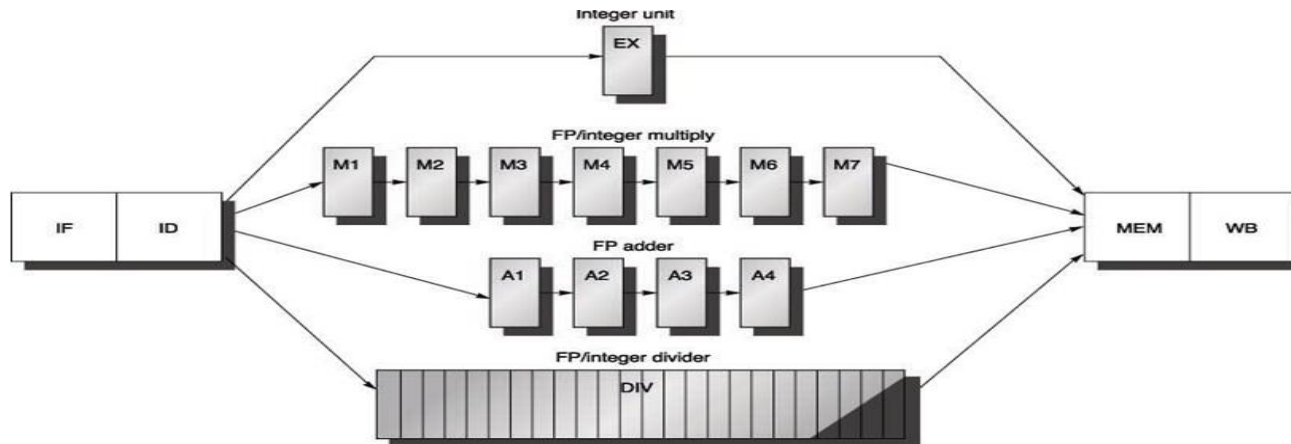 Integer unit
EX
FP/integer multiply
M1 M2 M3 M4 M5 M6 M7
IF ID MEM WB
FP adder
A1 A2 A3 A4
FP/integer divider
DIV